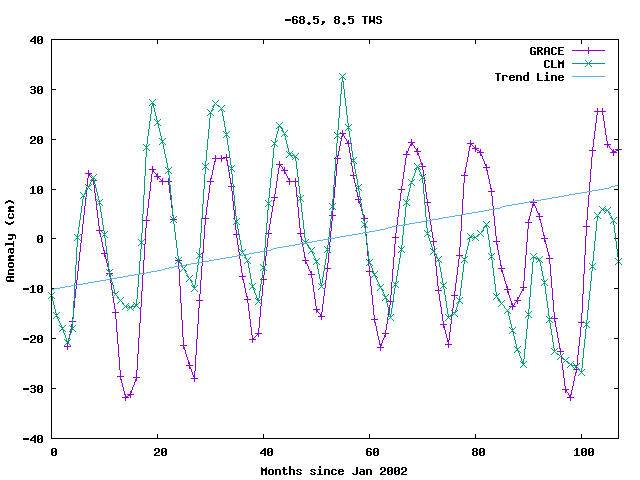 -68.5, 8.5 TWS
GRACE
CLM
Trend Line
Anomaly (cm)
40
30
20
10
0
-10
-20
-30
-40
0 20 40 60 80 100
Months since Jan 2002